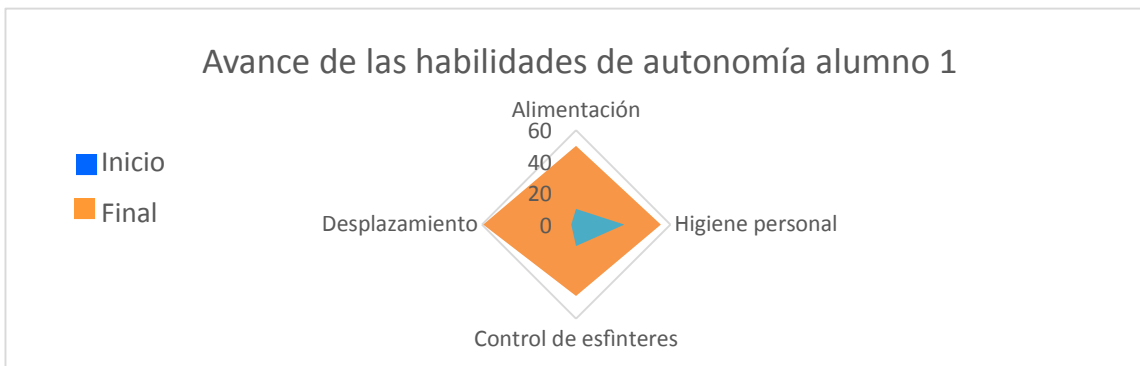 Avance de las habilidades de autonomía alumno 1
Alimentación
60
Inicio
40
Final
20
Desplazamiento
0
Higiene personal
Control de esfínteres